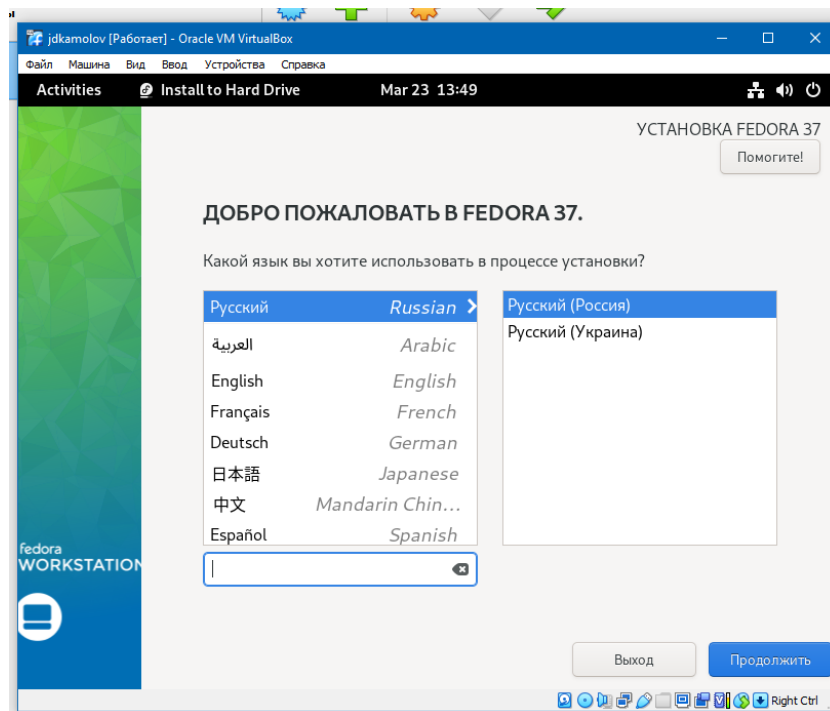 jdkamolov [Работает] - Oracle VM VirtualBox
Файл Машина Вид Ввод Устройства Справка
Activities Install to Hard Drive Mar 23 13:49
УСТАНОВКА FEDORA 37
Помогите!
ДОБРО ПОЖАЛОВАТЬ В FEDORA 37.
Какой язык вы хотите использовать в процессе установки?
Русский Russian
العربية Arabic
English English
Français French
Deutsch German
日本語 Japanese
中文 Mandarin Chin...
Español Spanish
Русский (Россия)
Русский (Украина)
fedora
WORKSTATION
Выход Продолжить
Right Ctrl